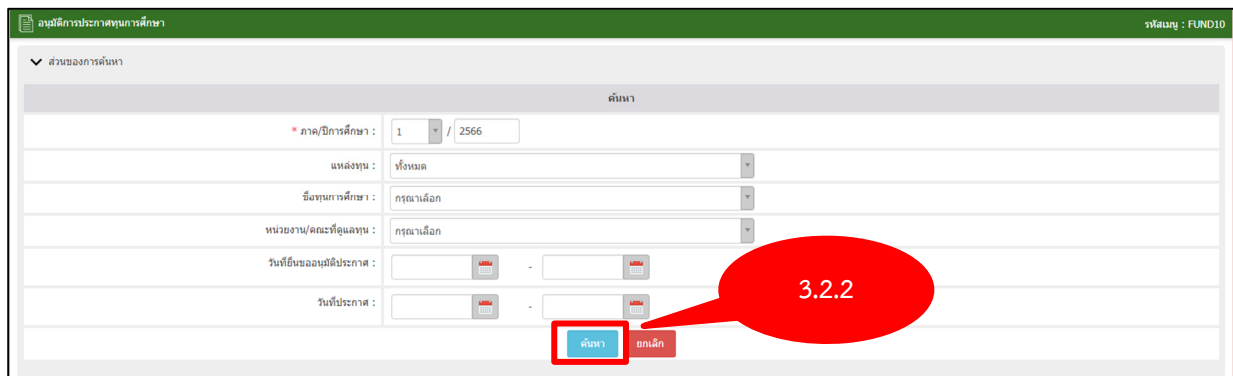 อนุมัติการประกาศทุนการศึกษา รหัสเมนู : FUND10
ส่วนของการค้นหา
ค้นหา
* ภาค/ปีการศึกษา : 1 / 2566
แหล่งทุน : ทั้งหมด
ชื่อทุนการศึกษา : กรุณาเลือก
หน่วยงาน/คณะที่ดูแลทุน : กรุณาเลือก
วันที่ยื่นขออนุมัติประกาศ : -
วันที่ประกาศ : -
3.2.2
ค้นหา ยกเลิก